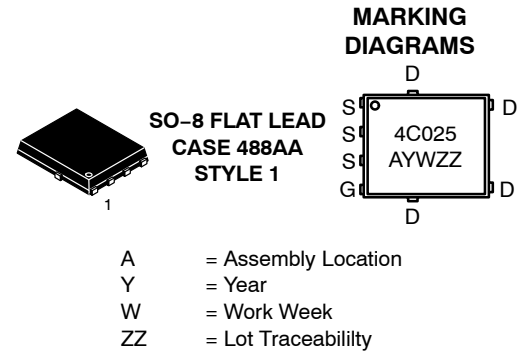 MARKING
DIAGRAMS
D
SO−8 FLAT LEAD
CASE 488AA
STYLE 1
1
S
S
S
G
4C025
AYWZZ
D
D
D
A = Assembly Location
Y = Year
W = Work Week
ZZ = Lot Traceabililty